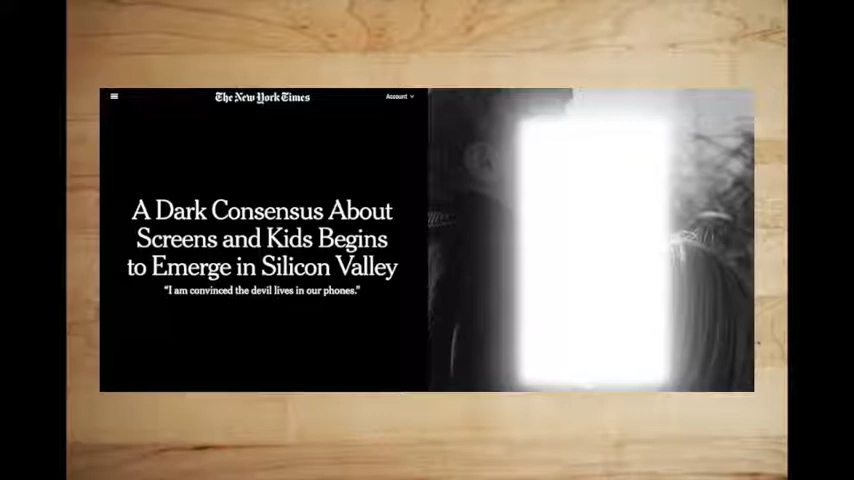 The New York Times
Account
A Dark Consensus About
Screens and Kids Begins
to Emerge in Silicon Valley
“I am convinced the devil lives in our phones.”